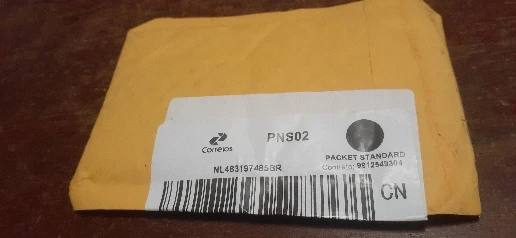 Correios
PNS02
PACKET STANDARD
Contrato: 9912549304
NL483197485BR
CN